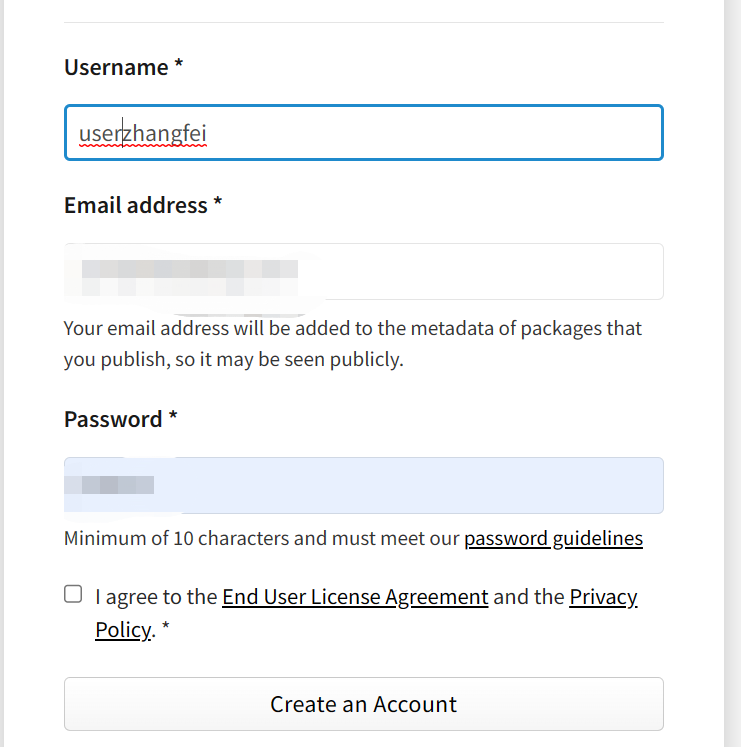 Username *
userzhangfei
Email address *
Your email address will be added to the metadata of packages that
you publish, so it may be seen publicly.
Password *
Minimum of 10 characters and must meet our password guidelines
I agree to the End User License Agreement and the Privacy
Policy. *
Create an Account